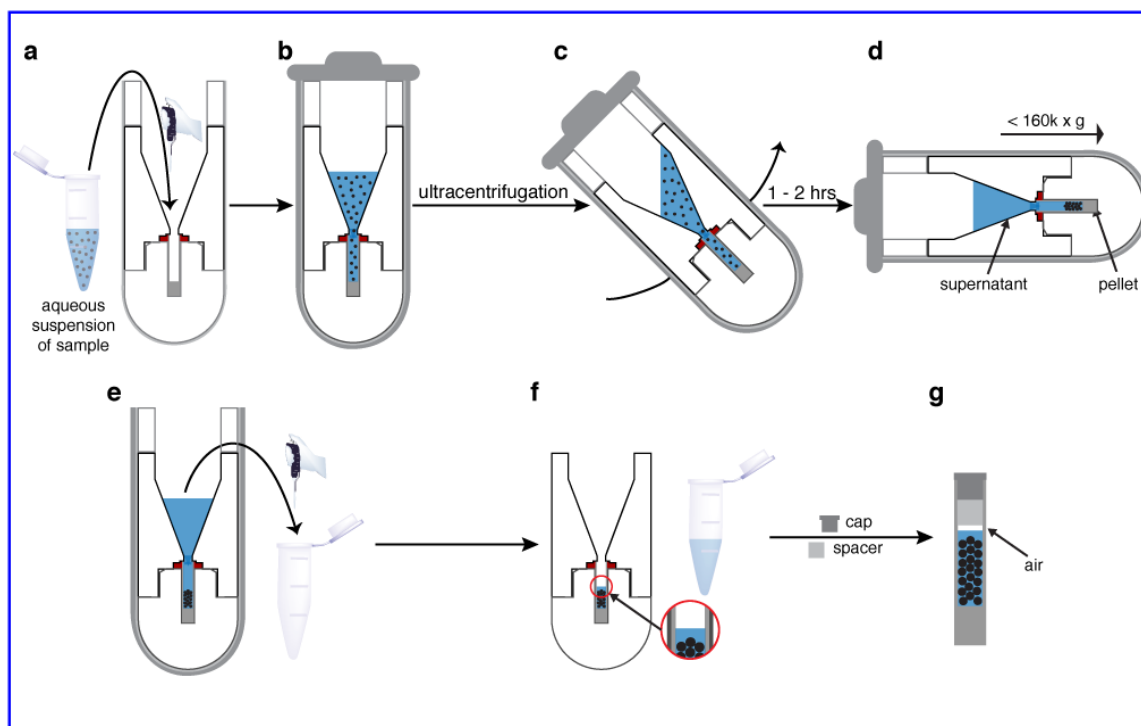 a
b
c
d
< 160k x g
ultracentrifugation
1 - 2 hrs
aqueous
suspension
of sample
supernatant
pellet
e
f
g
cap
spacer
air